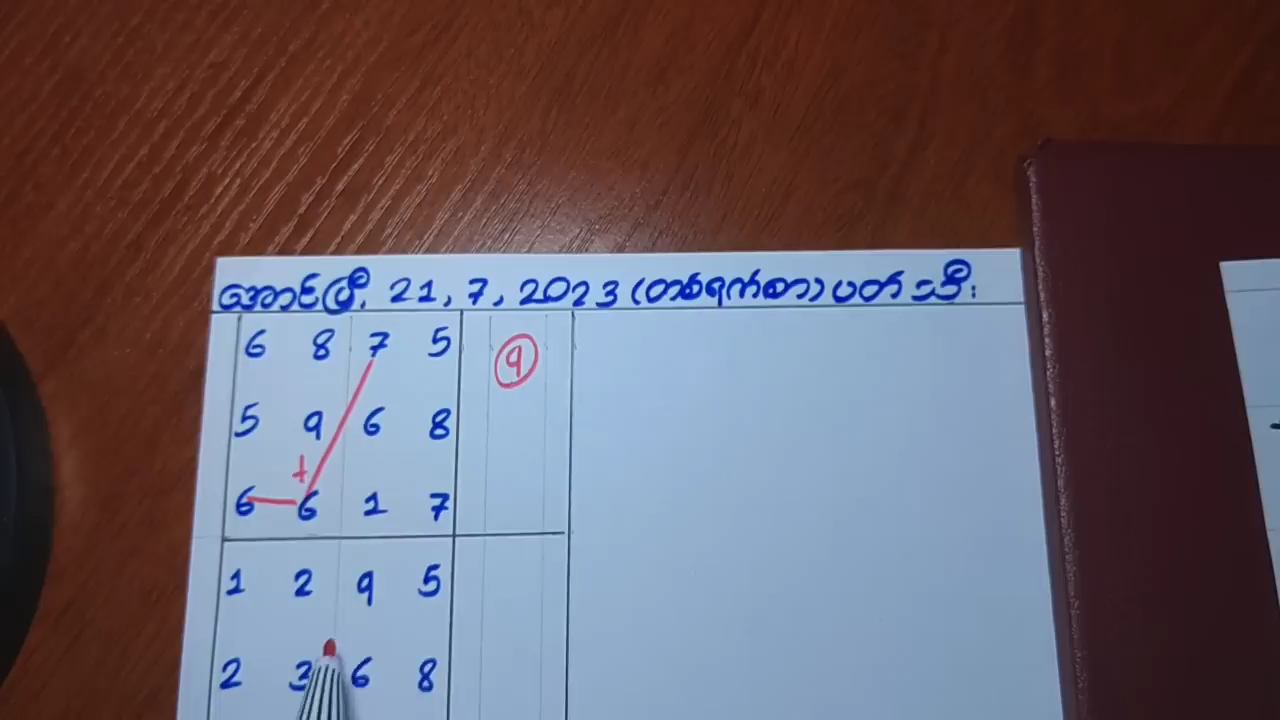 အောင်ပြီ, 21, 7, 2023 (တစ်ရက်စာ) ပတ်သီး
6 8 7 5 9
5 9 6 8
+
6 6 1 7
1 2 9 5
2 3 6 8